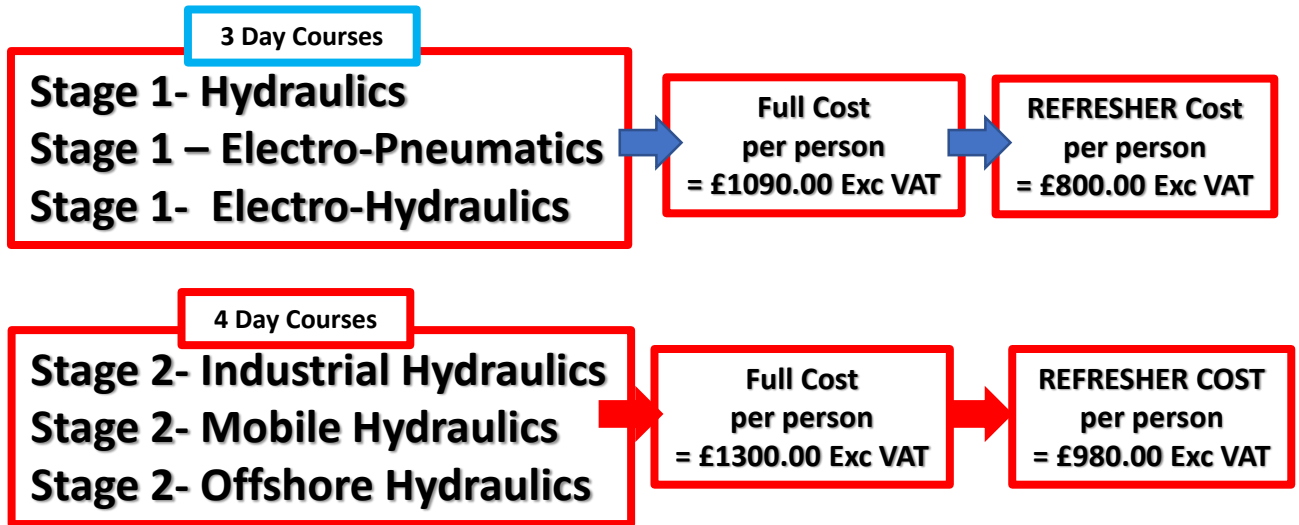 3 Day Courses
Stage 1- Hydraulics
Stage 1 – Electro-Pneumatics
Stage 1-  Electro-Hydraulics
Full Cost
per person
= £1090.00 Exc VAT
REFRESHER Cost
per person
= £800.00 Exc VAT
4 Day Courses
Stage 2- Industrial Hydraulics
Stage 2- Mobile Hydraulics
Stage 2- Offshore Hydraulics
Full Cost
per person
= £1300.00 Exc VAT
REFRESHER COST
per person
= £980.00 Exc VAT